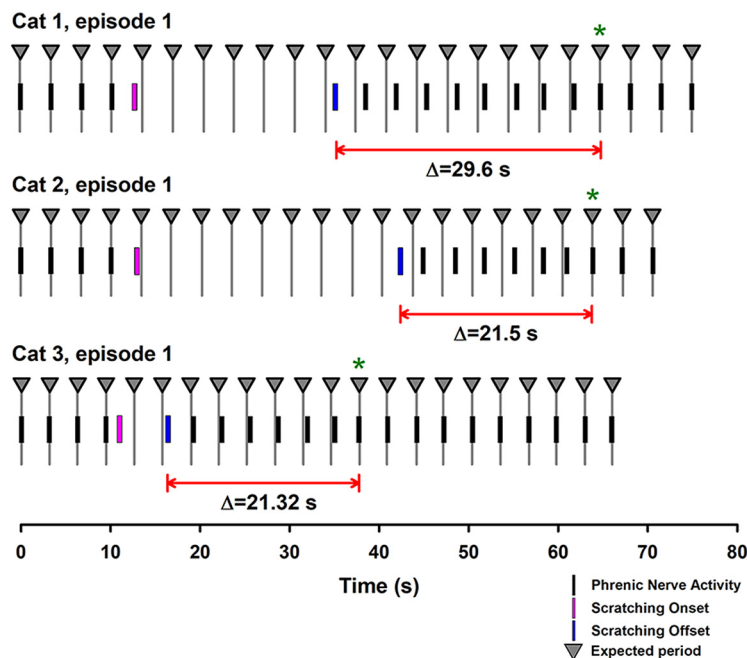 Cat 1, episode 1
*
Δ=29.6 s
Cat 2, episode 1
*
Δ=21.5 s
Cat 3, episode 1
*
Δ=21.32 s
0 10 20 30 40 50 60 70 80
Time (s)
Phrenic Nerve Activity
Scratching Onset
Scratching Offset
Expected period